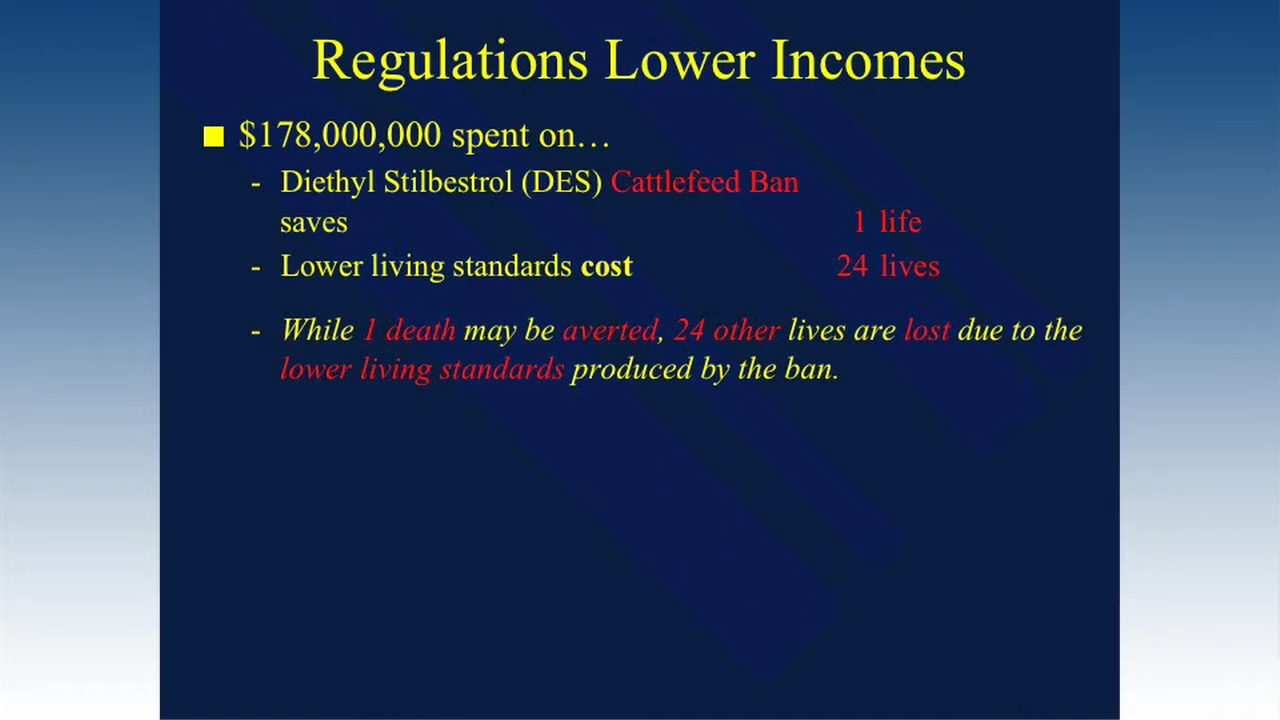 Regulations Lower Incomes
$178,000,000 spent on…
- Diethyl Stilbestrol (DES) Cattlefeed Ban
saves 1 life
- Lower living standards cost 24 lives
- While 1 death may be averted, 24 other lives are lost due to the
lower living standards produced by the ban.